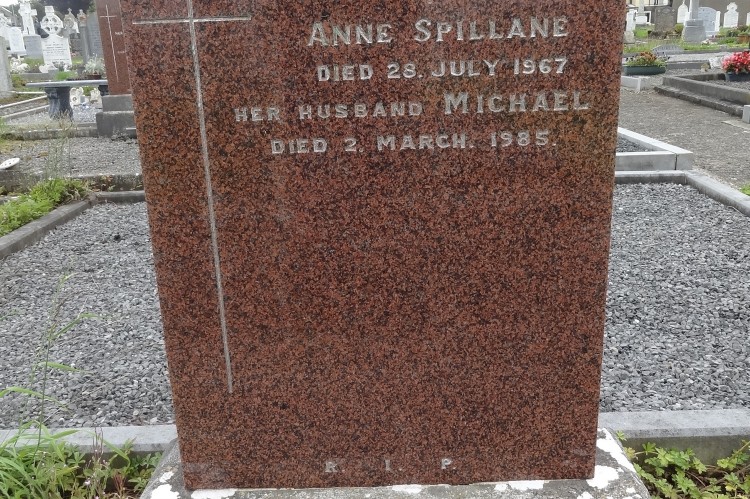 ANNE SPILLANE
DIED 28. JULY 1967
HER HUSBAND MICHAEL
DIED 2. MARCH. 1985.
R. I. P.